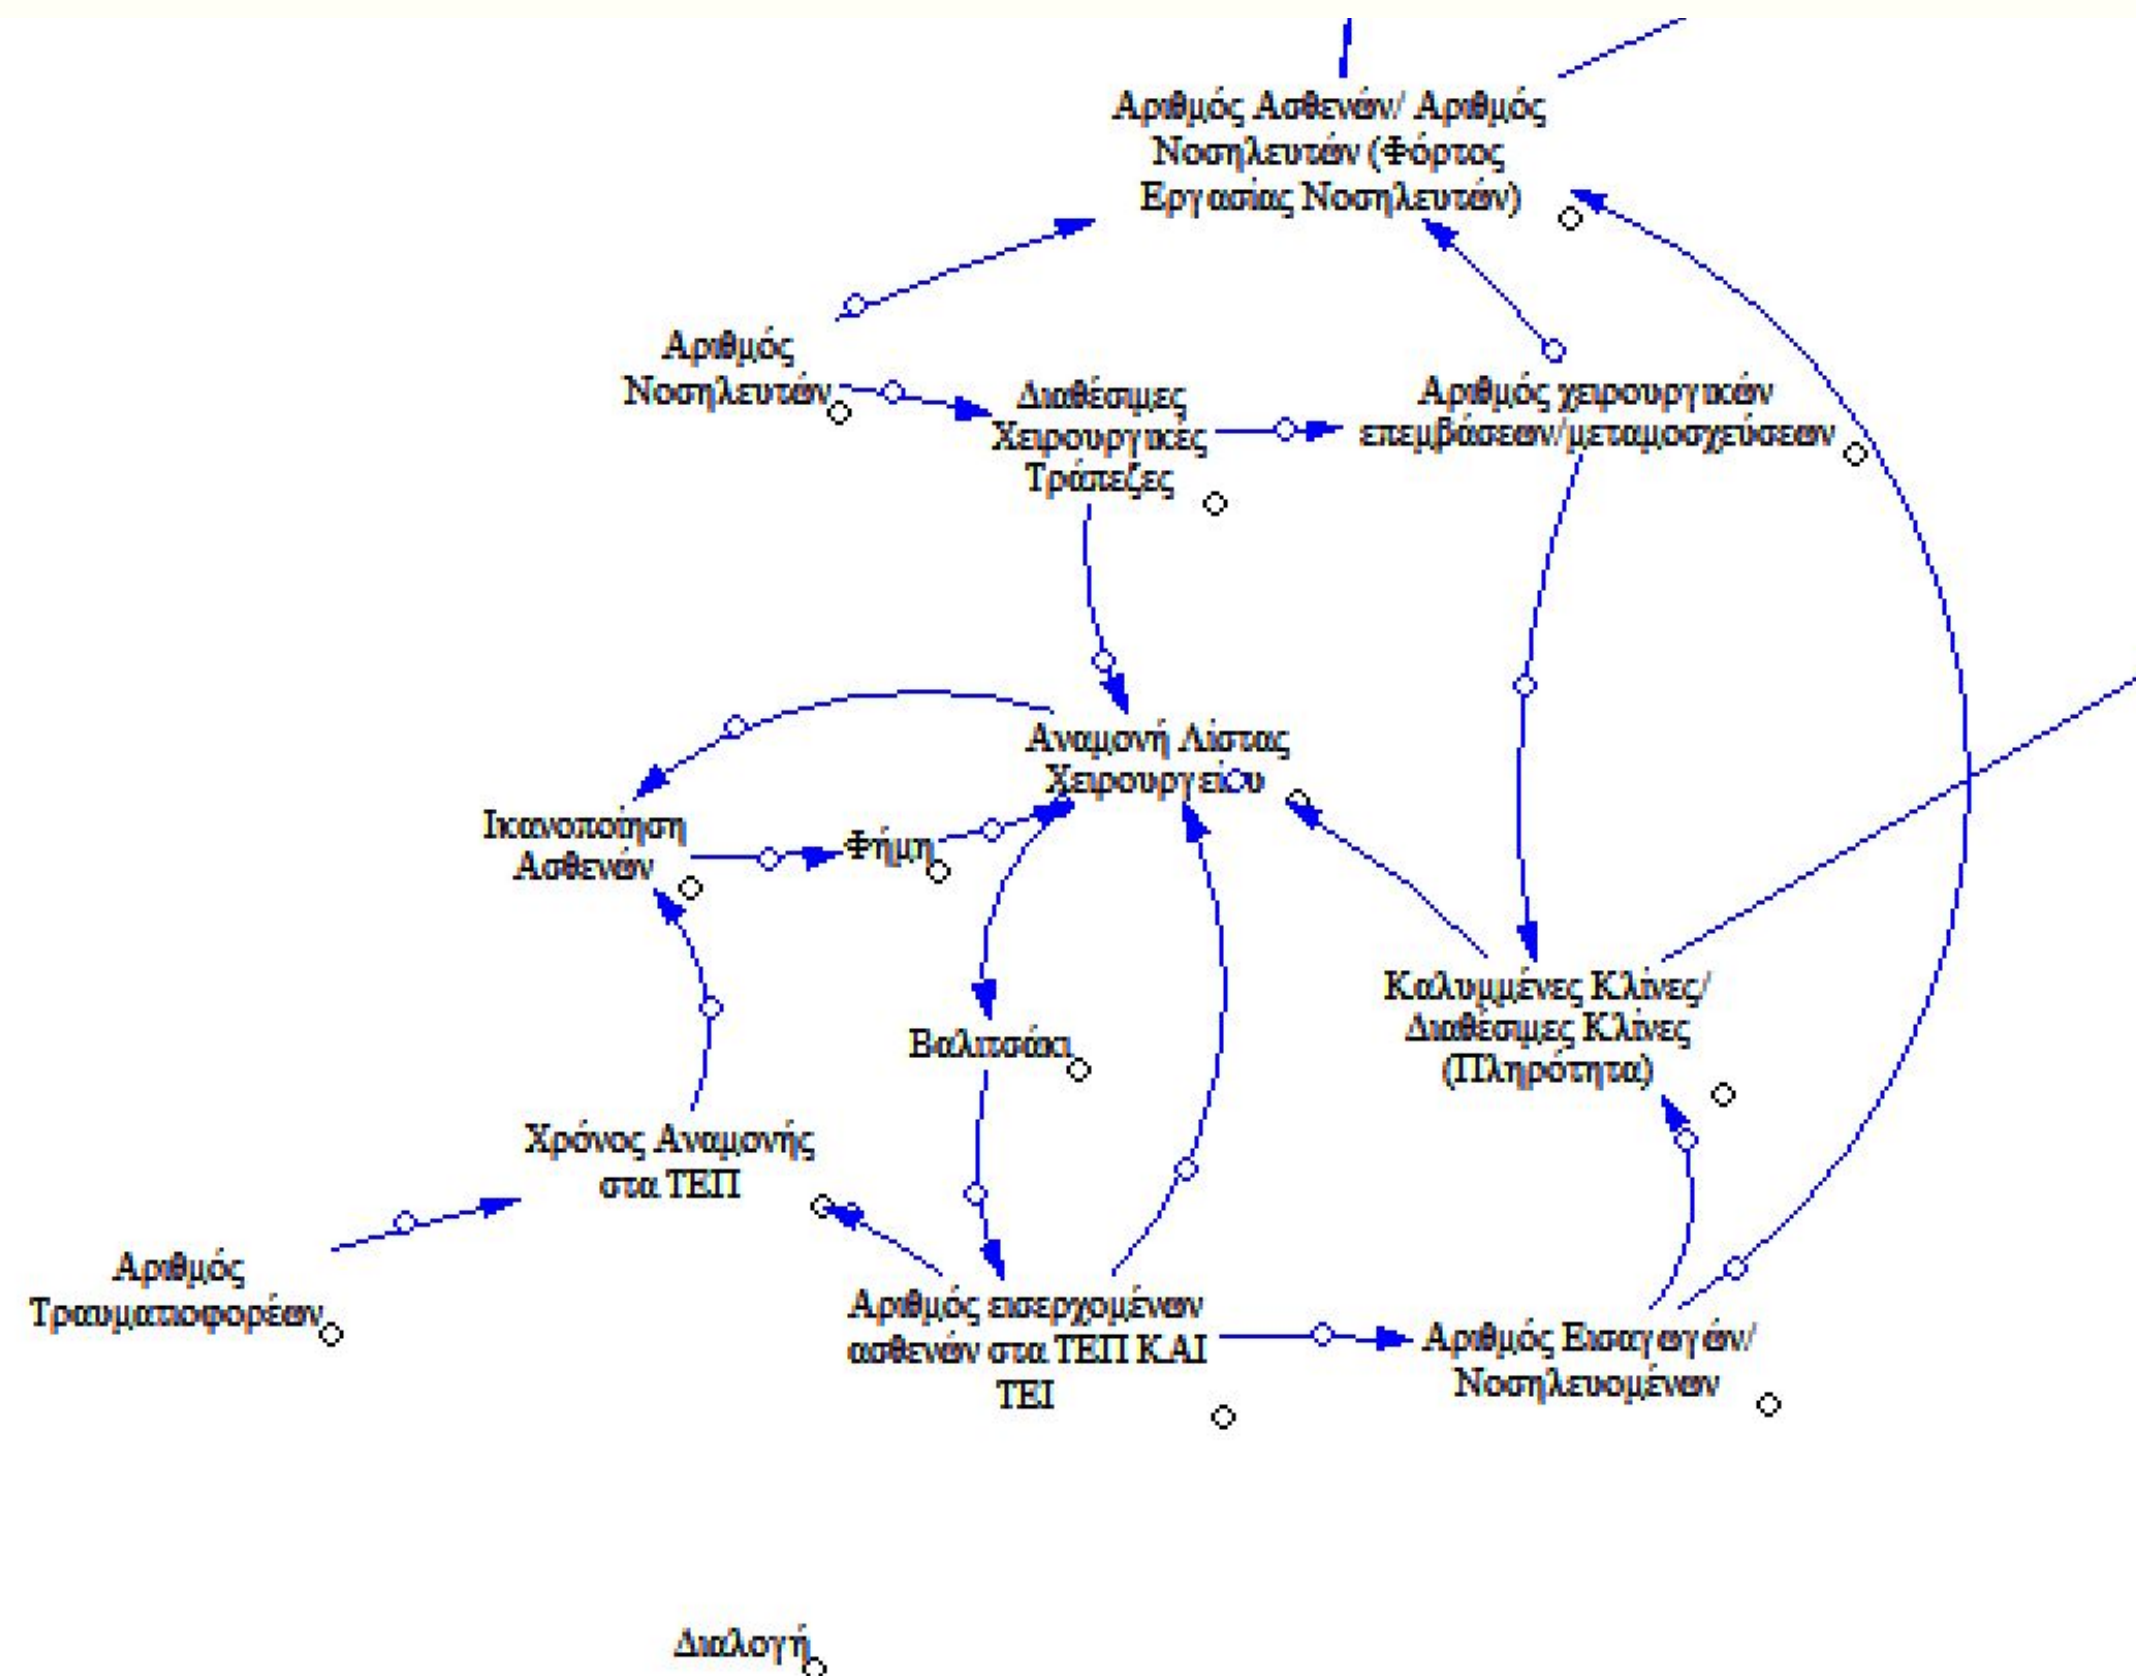 Αριθμός Ασθενών/ Αριθμός
Νοσηλευτών (Φόρτος
Εργασίας Νοσηλευτών)
Αριθμός
Νοσηλευτών
Διαθέσιμες
Χειρουργικές
Τράπεζες
Αριθμός χειρουργικών
επεμβάσεων/μεταμοσχεύσεων
Αναμονή Λίστας
Χειρουργείου
Ικανοποίηση
Ασθενών
Φήμη
Βαλιτσάκι
Καλυμμένες Κλίνες/
Διαθέσιμες Κλίνες
(Πληρότητα)
Χρόνος Αναμονής
στα ΤΕΠ
Αριθμός
Τραυματιοφορέων
Αριθμός εισερχομένων
ασθενών στα ΤΕΠ ΚΑΙ
ΤΕΙ
Αριθμός Εισαγωγών/
Νοσηλευομένων
Διαλογή